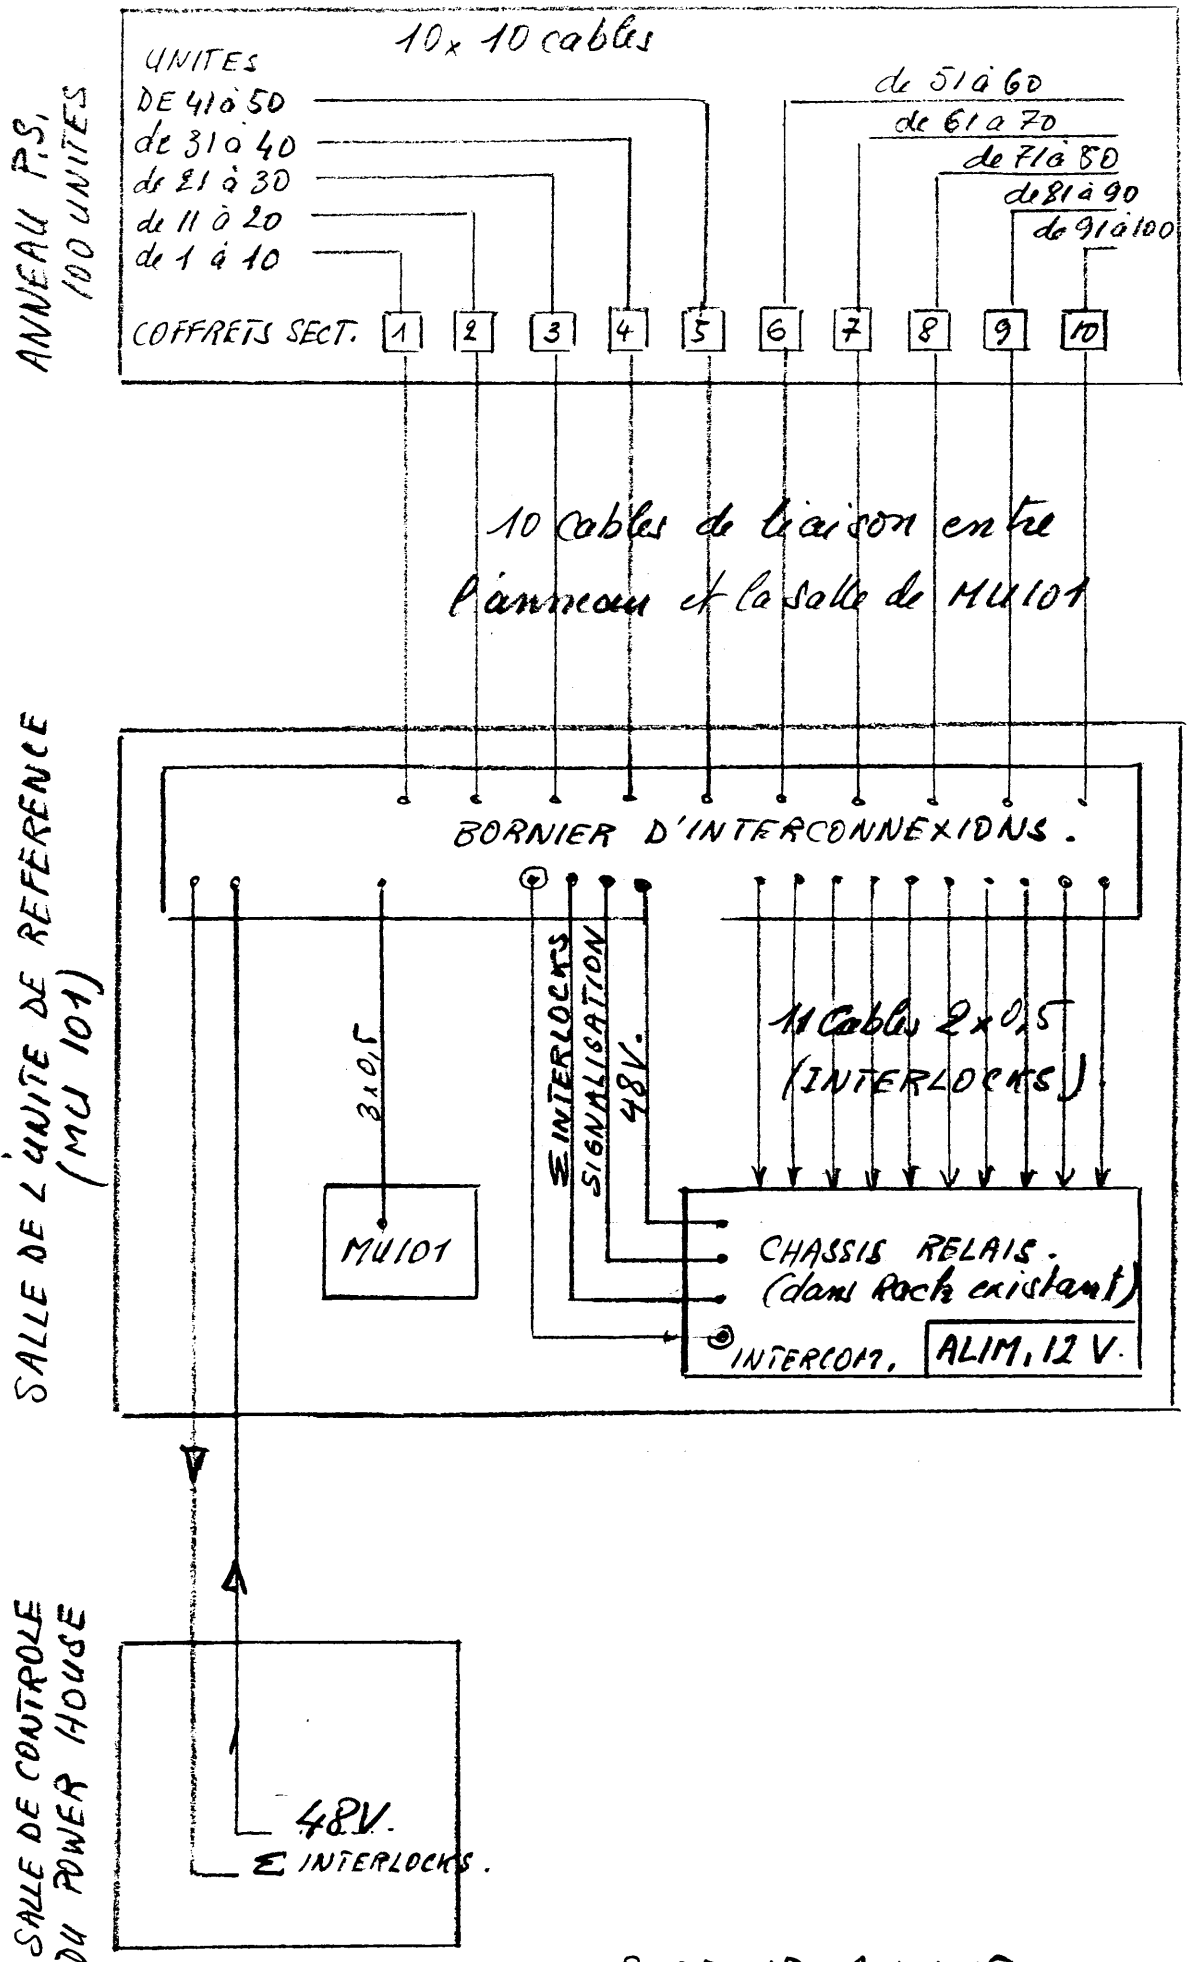 ANNEAU P.S.
100 UNITES
10x 10 cables
UNITES
DE 41 à 50
de 31 à 40
de 21 à 30
de 11 à 20
de 1 à 10
de 51 à 60
de 61 a 70
de 71 à 80
de 81 à 90
de 91 à 100
COFFRETS SECT. 1 2 3 4 5 6 7 8 9 10
10 cables de liaison entre
l'anneau et la salle de MU101
SALLE DE L'UNITE DE REFERENCE
(MU 101)
BORNIER D'INTERCONNEXIONS.
3x0,5
Σ INTERLOCKS
SIGNALISATION
48V.
11 Cables 2x0,5
(INTERLOCKS)
MU101
CHASSIS RELAIS.
(dans Rack existant)
INTERCOM.
ALIM. 12 V.
SALLE DE CONTROLE
DU POWER HOUSE
48V.
Σ INTERLOCKS.